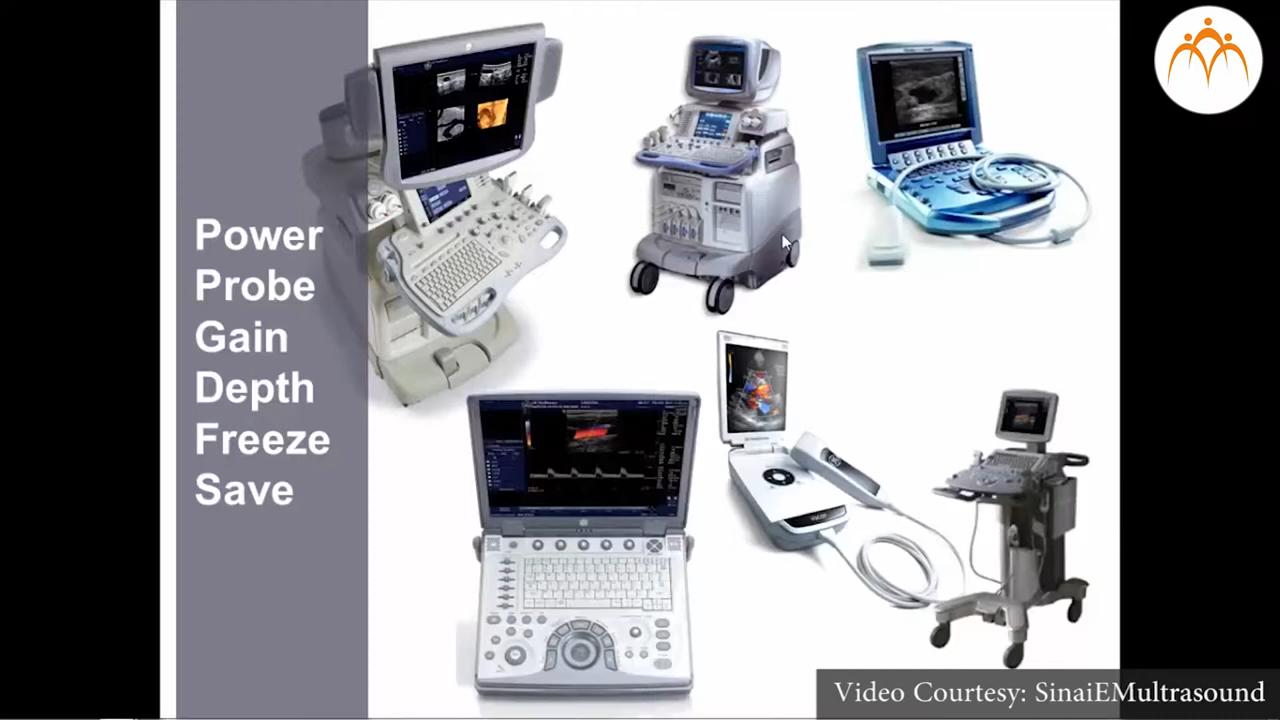 Power
Probe
Gain
Depth
Freeze
Save
Video Courtesy: SinaiEMultrasound